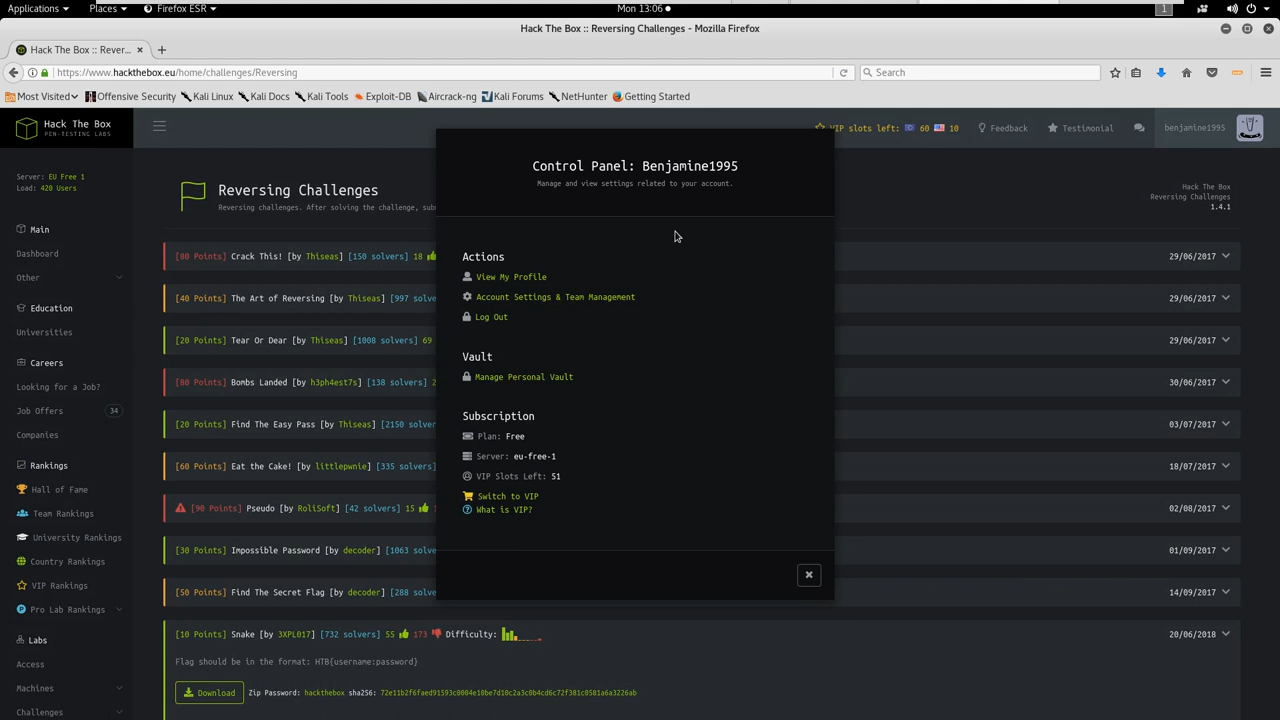 Applications Places Firefox ESR Mon 13:06 1
Hack The Box :: Reversing Challenges - Mozilla Firefox
Hack The Box :: Rever...
https://www.hackthebox.eu/home/challenges/Reversing Search
Most Visited Offensive Security Kali Linux Kali Docs Kali Tools Exploit-DB Aircrack-ng Kali Forums NetHunter Getting Started
Hack The Box
PEN-TESTING LABS
VIP slots left: 60 10 Feedback Testimonial benjamine1995
Server: EU Free 1
Load: 420 Users
Main
Dashboard
Other
Education
Universities
Careers
Looking for a Job?
Job Offers 34
Companies
Rankings
Hall of Fame
Team Rankings
University Rankings
Country Rankings
VIP Rankings
Pro Lab Rankings
Labs
Access
Machines
Challenges
Reversing Challenges
Reversing challenges. After solving the challenge, sub
Hack The Box
Reversing Challenges
1.4.1
[80 Points] Crack This! [by Thiseas] [150 solvers] 18 29/06/2017
[40 Points] The Art of Reversing [by Thiseas] [997 solve 29/06/2017
[20 Points] Tear Or Dear [by Thiseas] [1008 solvers] 69 29/06/2017
[80 Points] Bombs Landed [by h3ph4est7s] [138 solvers] 2 30/06/2017
[20 Points] Find The Easy Pass [by Thiseas] [2150 solve 03/07/2017
[60 Points] Eat the Cake! [by littlepwnie] [335 solvers] 18/07/2017
[90 Points] Pseudo [by RoliSoft] [42 solvers] 15 02/08/2017
[30 Points] Impossible Password [by decoder] [1063 solve 01/09/2017
[50 Points] Find The Secret Flag [by decoder] [288 solve 14/09/2017
[10 Points] Snake [by 3XPL017] [732 solvers] 55 173 Difficulty: 20/06/2018
Flag should be in the format: HTB{username:password}
Download Zip Password: hackthebox sha256: 72e11b2f6faed91593c0004e10be7d10c2a3c0b4cd6c72f381c0581a6a3226ab
Control Panel: Benjamine1995
Manage and view settings related to your account.
Actions
View My Profile
Account Settings & Team Management
Log Out
Vault
Manage Personal Vault
Subscription
Plan: Free
Server: eu-free-1
VIP Slots Left: 51
Switch to VIP
What is VIP?